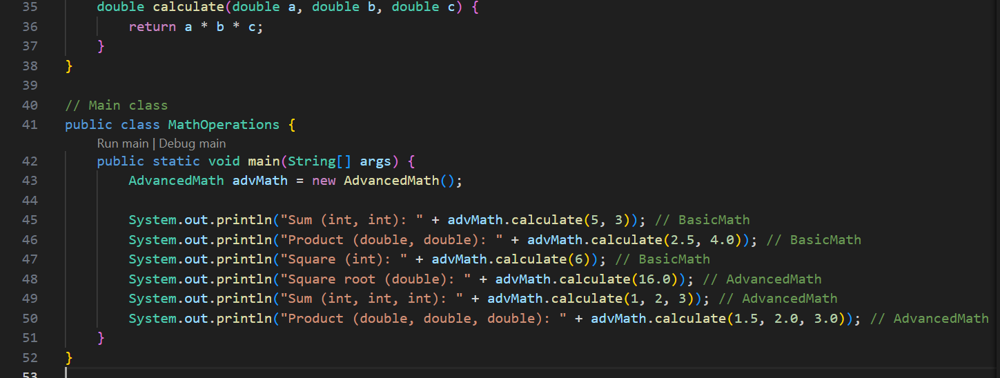 35 double calculate(double a, double b, double c) {
36 return a * b * c;
37 }
38 }
39
40 // Main class
41 public class MathOperations {
Run main | Debug main
42 public static void main(String[] args) {
43 AdvancedMath advMath = new AdvancedMath();
44
45 System.out.println("Sum (int, int): " + advMath.calculate(5, 3)); // BasicMath
46 System.out.println("Product (double, double): " + advMath.calculate(2.5, 4.0)); // BasicMath
47 System.out.println("Square (int): " + advMath.calculate(6)); // BasicMath
48 System.out.println("Square root (double): " + advMath.calculate(16.0)); // AdvancedMath
49 System.out.println("Sum (int, int, int): " + advMath.calculate(1, 2, 3)); // AdvancedMath
50 System.out.println("Product (double, double, double): " + advMath.calculate(1.5, 2.0, 3.0)); // AdvancedMath
51 }
52 }
53